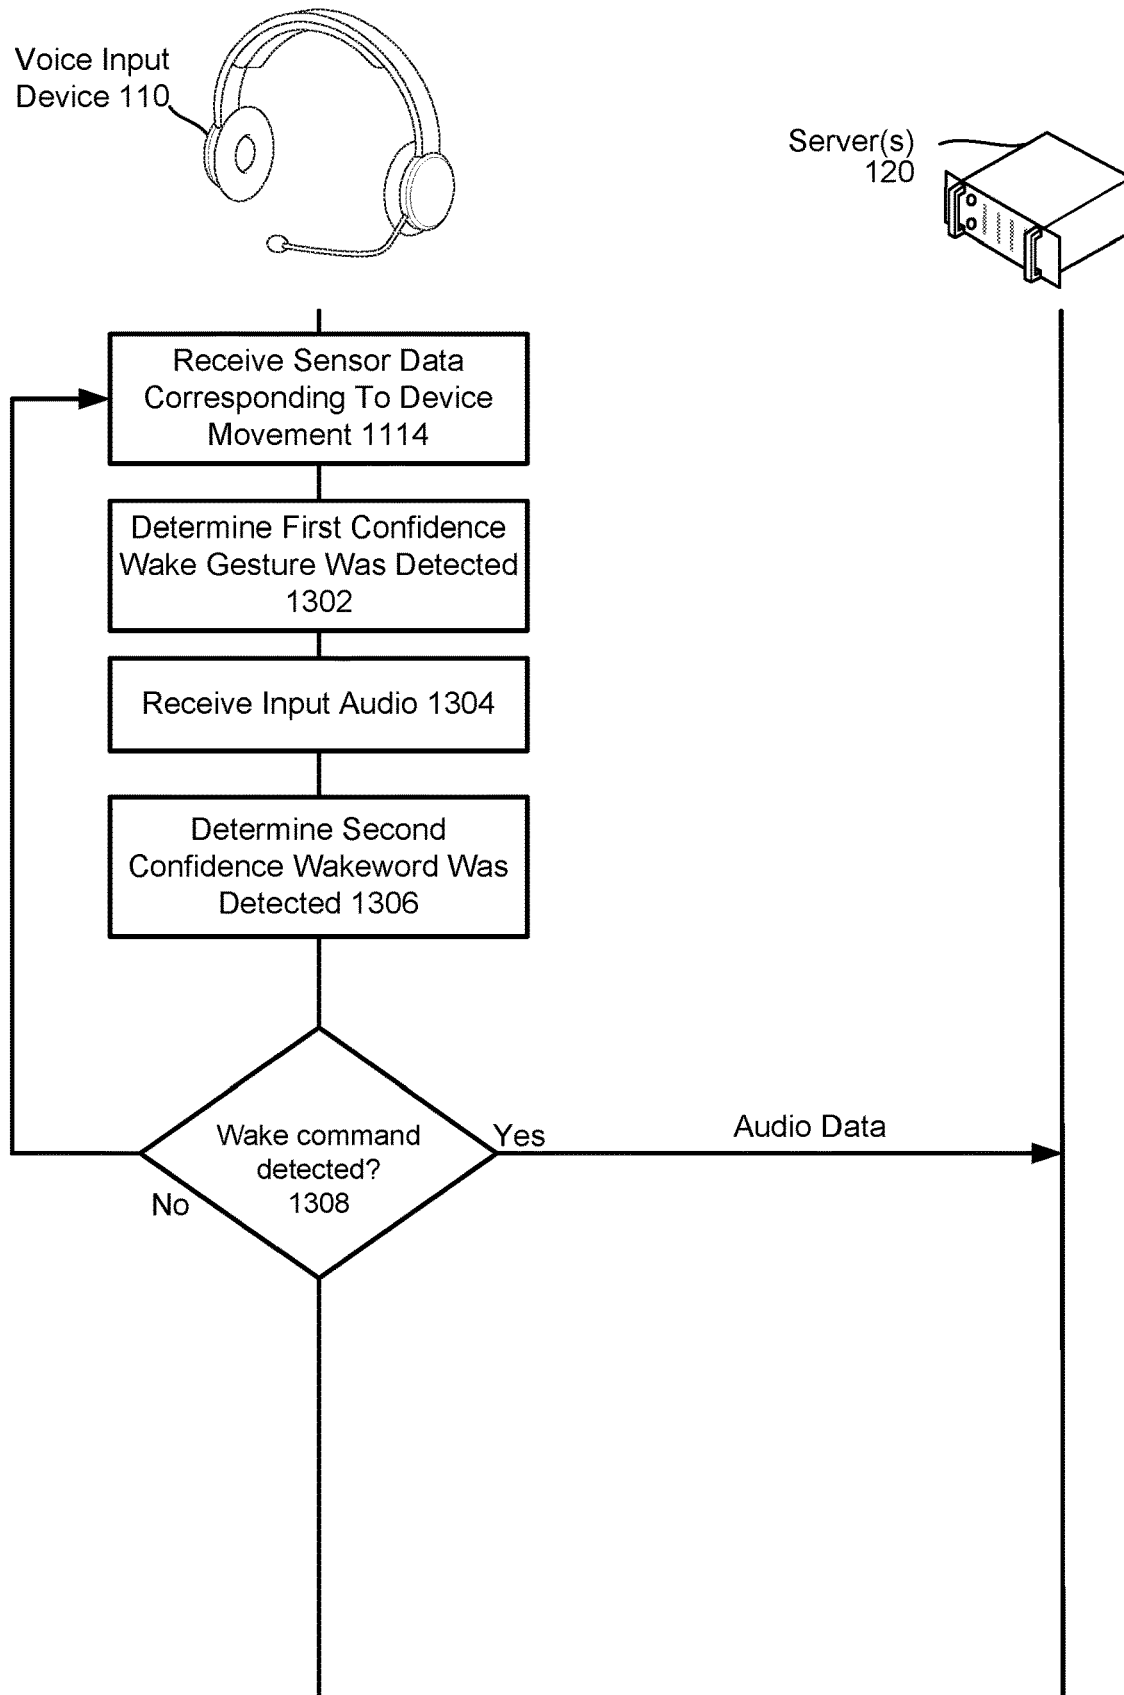 Voice Input
Device 110
Server(s)
120
Receive Sensor Data
Corresponding To Device
Movement 1114
Determine First Confidence
Wake Gesture Was Detected
1302
Receive Input Audio 1304
Determine Second
Confidence Wakeword Was
Detected 1306
Wake command
detected?
1308
Yes
Audio Data
No